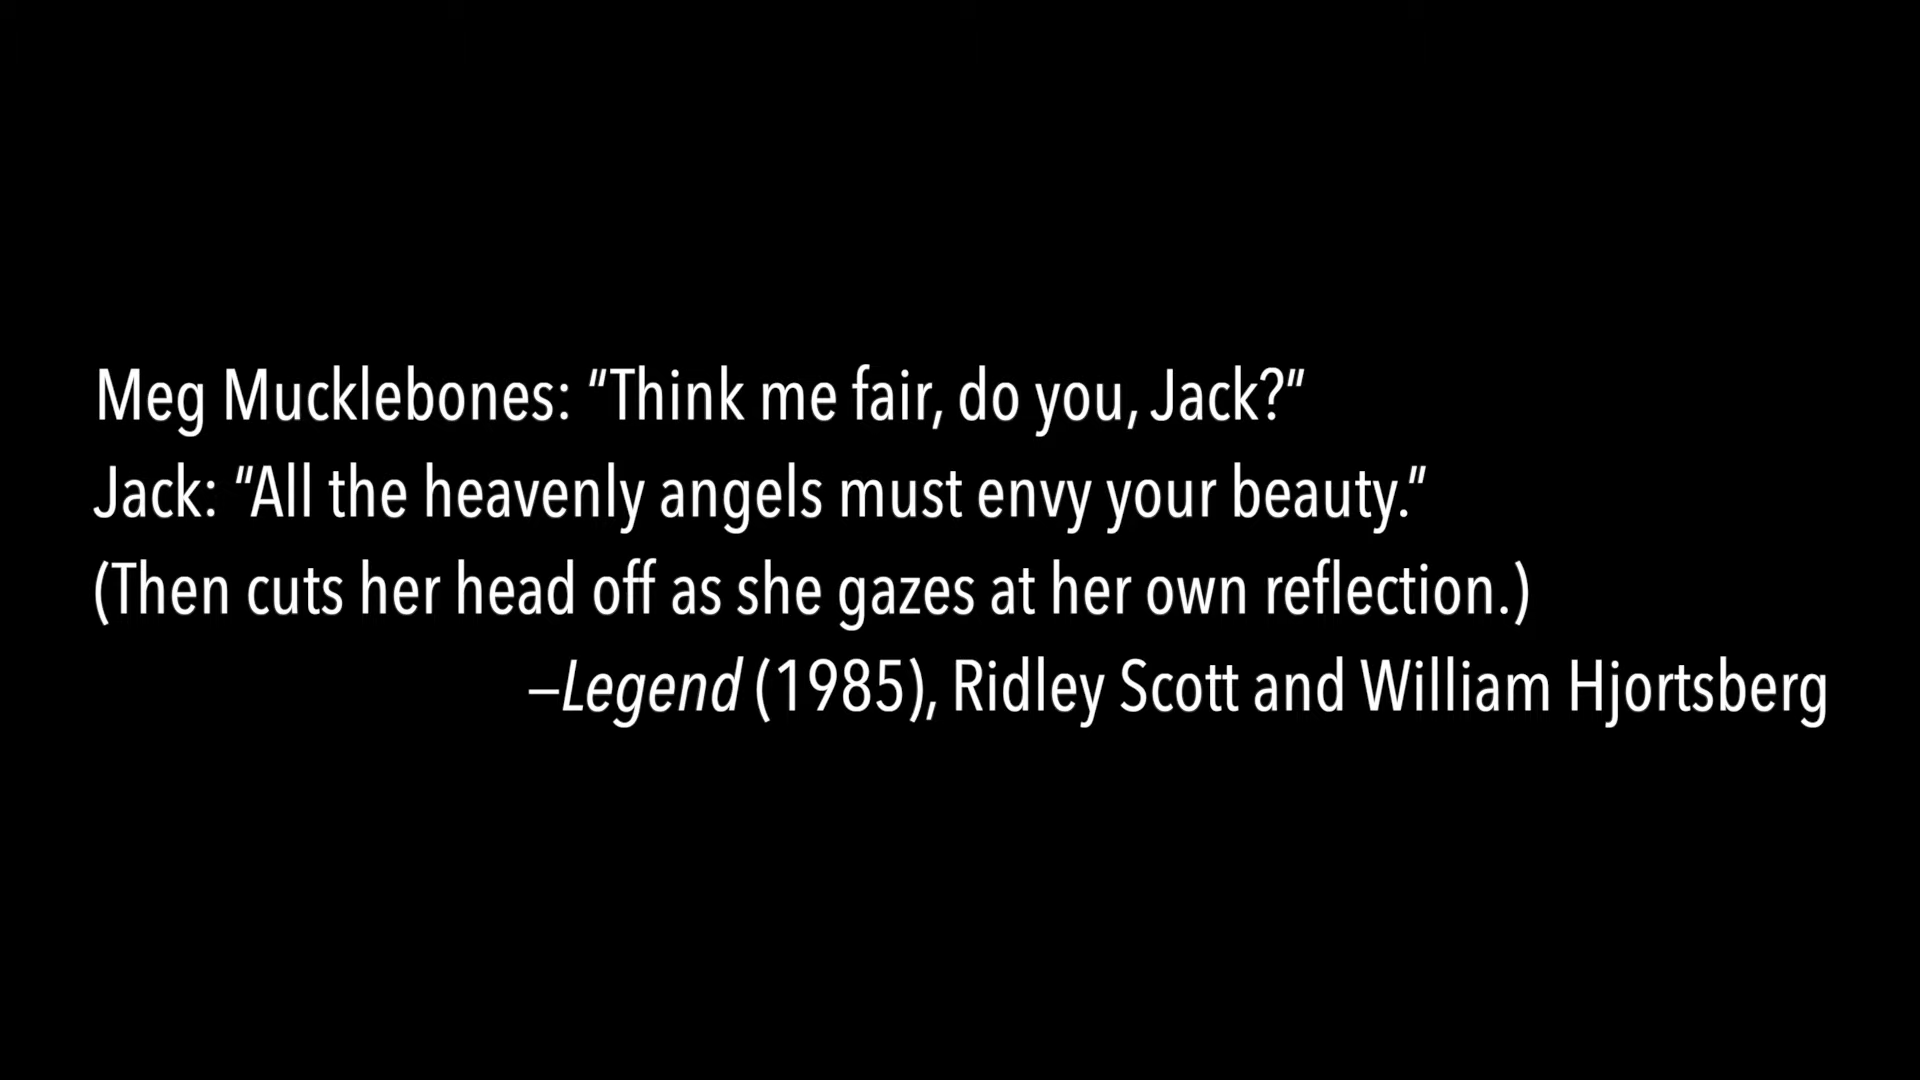 Meg Mucklebones: “Think me fair, do you, Jack?”
Jack: “All the heavenly angels must envy your beauty.“
(Then cuts her head off as she gazes at her own reflection.)
–Legend (1985), Ridley Scott and William Hjortsberg